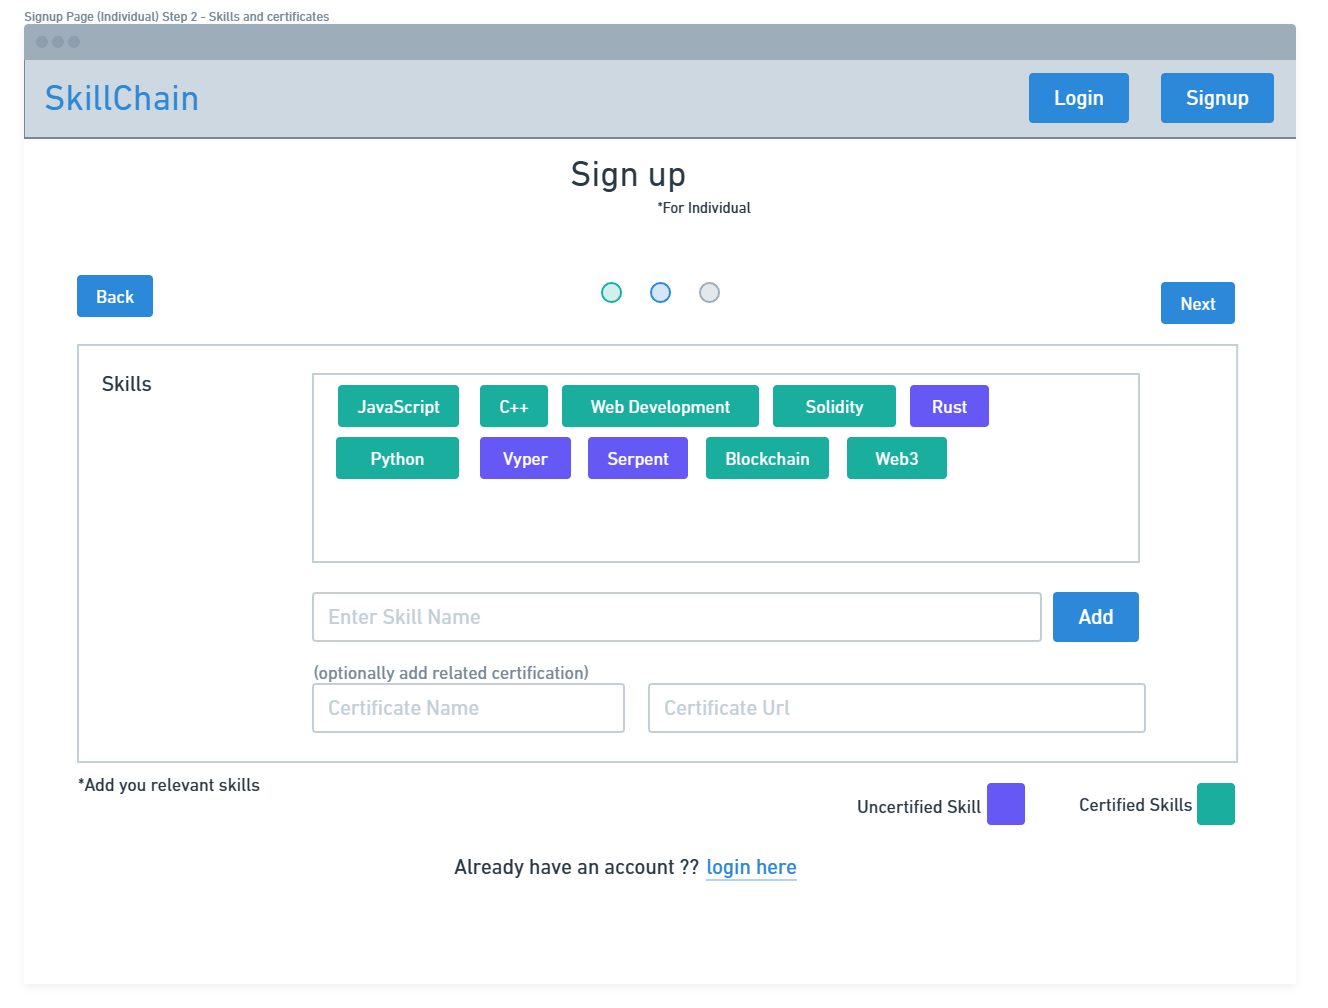 Signup Page (Individual) Step 2 - Skills and certificates
SkillChain
Login
Signup
Sign up
*For Individual
Back
Next
Skills
JavaScript C++ Web Development Solidity Rust
Python Vyper Serpent Blockchain Web3
Enter Skill Name
Add
(optionally add related certification)
Certificate Name
Certificate Url
*Add you relevant skills
Uncertified Skill
Certified Skills
Already have an account ?? login here